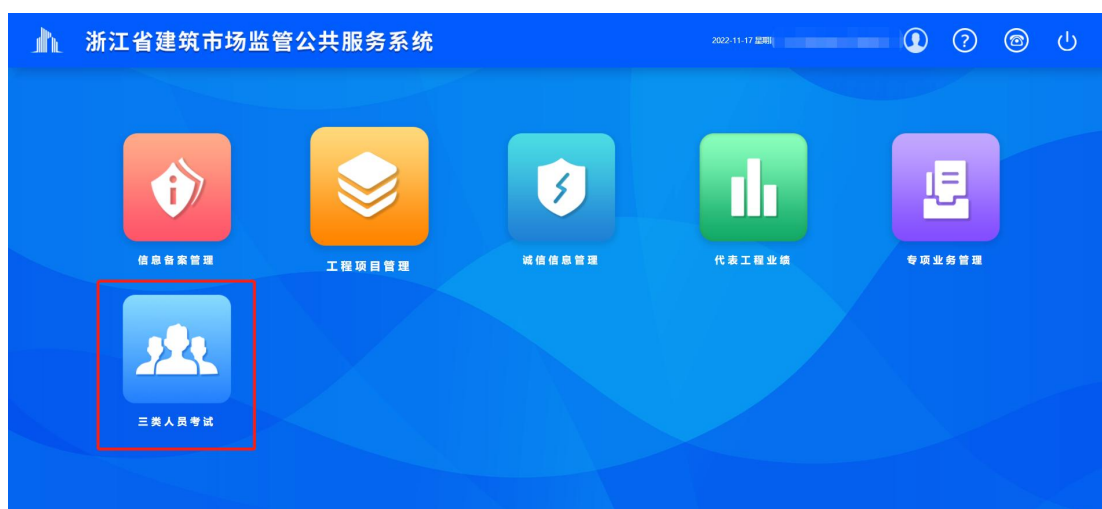 浙江省建筑市场监管公共服务系统
2022-11-17 星期
信息备案管理
工程项目管理
诚信信息管理
代表工程业绩
专项业务管理
三类人员考试